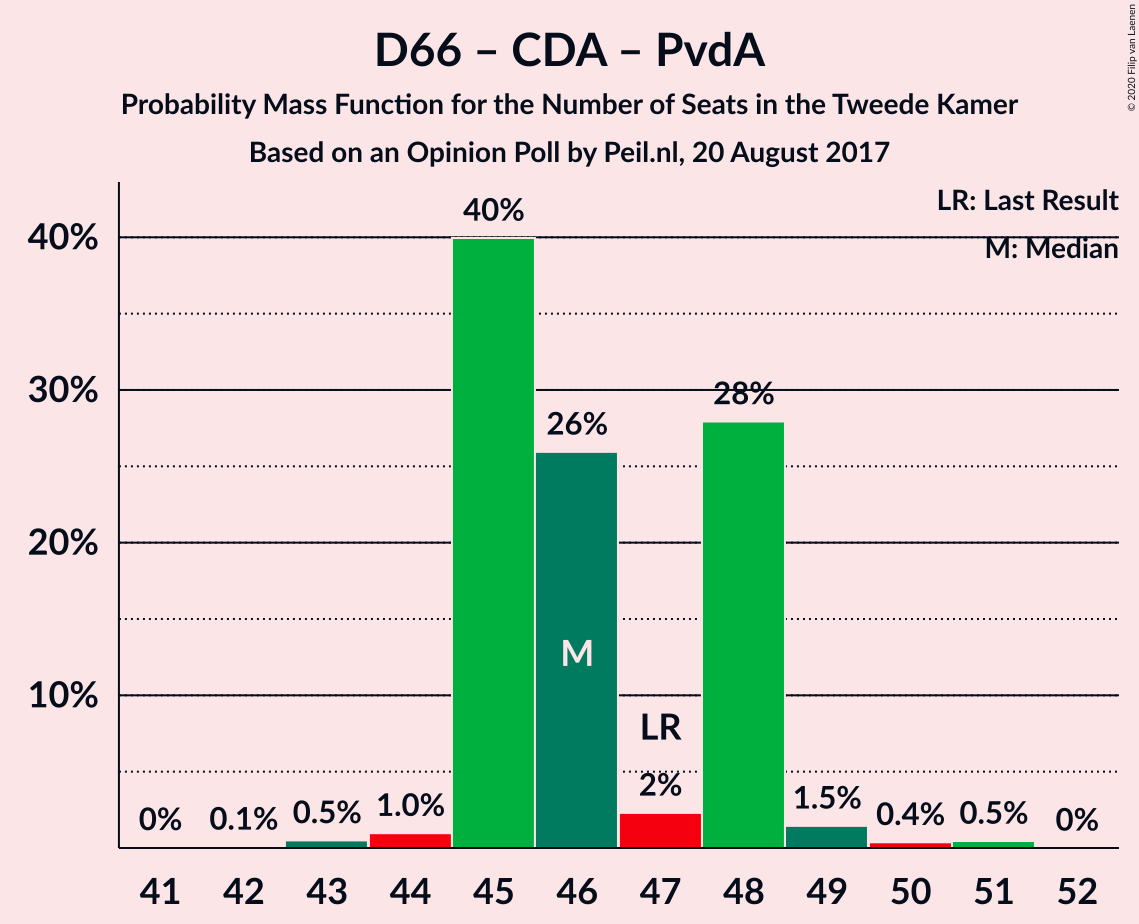 D66 – CDA – PvdA
Probability Mass Function for the Number of Seats in the Tweede Kamer
Based on an Opinion Poll by Peil.nl, 20 August 2017
© 2020 Filip van Laenen
LR: Last Result
M: Median
40%
30%
20%
10%
0% 0.1% 0.5% 1.0% 40% 26% 2% 28% 1.5% 0.4% 0.5% 0%
M
LR
41 42 43 44 45 46 47 48 49 50 51 52